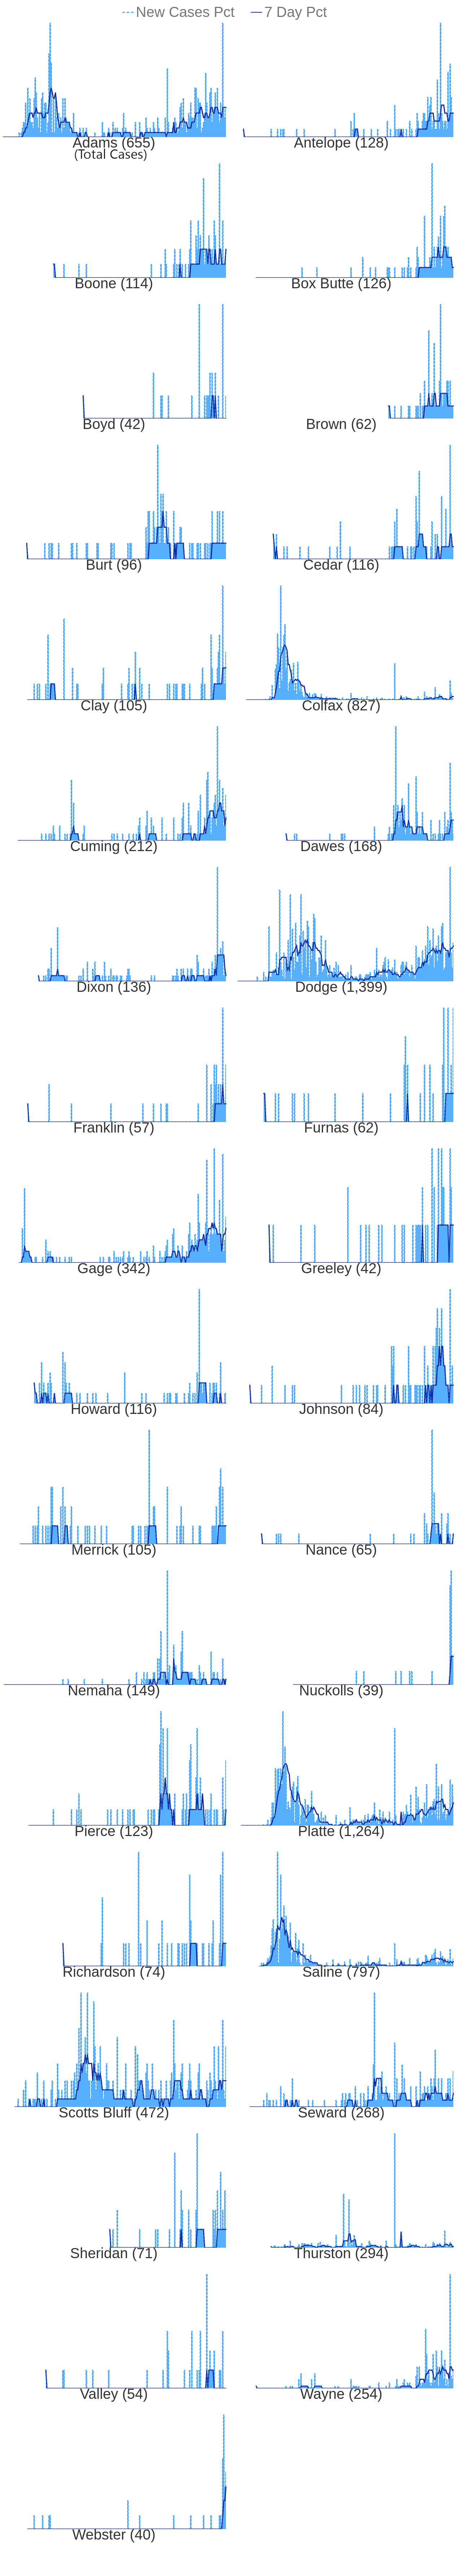 New Cases Pct 7 Day Pct
Adams (655) Antelope (128)
(Total Cases)
Boone (114) Box Butte (126)
Boyd (42) Brown (62)
Burt (96) Cedar (116)
Clay (105) Colfax (827)
Cuming (212) Dawes (168)
Dixon (136) Dodge (1,399)
Franklin (57) Furnas (62)
Gage (342) Greeley (42)
Howard (116) Johnson (84)
Merrick (105) Nance (65)
Nemaha (149) Nuckolls (39)
Pierce (123) Platte (1,264)
Richardson (74) Saline (797)
Scotts Bluff (472) Seward (268)
Sheridan (71) Thurston (294)
Valley (54) Wayne (254)
Webster (40)